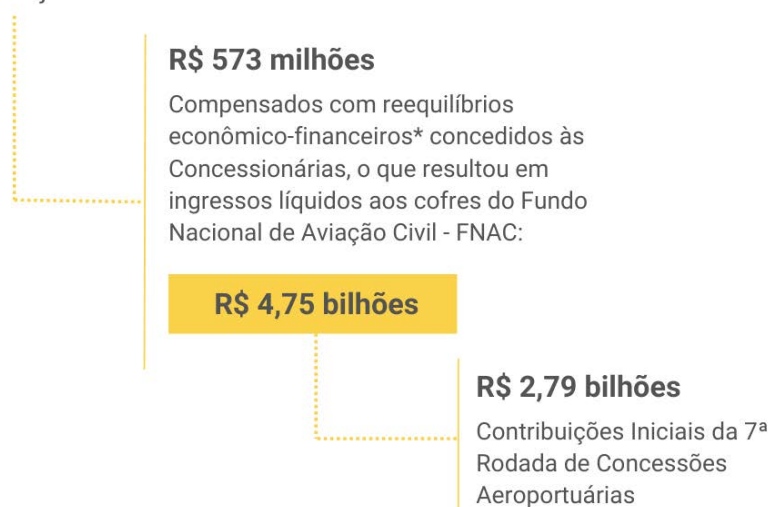 R$ 573 milhões
Compensados com reequilíbrios
econômico-financeiros* concedidos às
Concessionárias, o que resultou em
ingressos líquidos aos cofres do Fundo
Nacional de Aviação Civil - FNAC:
R$ 4,75 bilhões
R$ 2,79 bilhões
Contribuições Iniciais da 7ª
Rodada de Concessões
Aeroportuárias